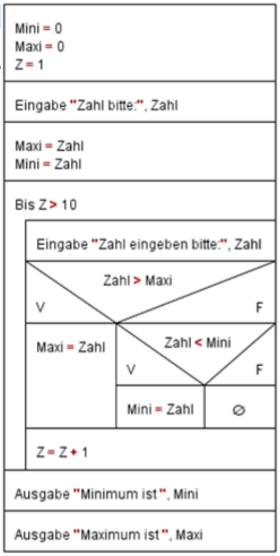 Mini = 0
Maxi = 0
Z = 1
Eingabe "Zahl bitte:", Zahl
Maxi = Zahl
Mini = Zahl
Bis Z > 10
Eingabe "Zahl eingeben bitte:", Zahl
Zahl > Maxi
V F
Maxi = Zahl
Zahl < Mini
V F
Mini = Zahl ∅
Z = Z + 1
Ausgabe "Minimum ist ", Mini
Ausgabe "Maximum ist ", Maxi